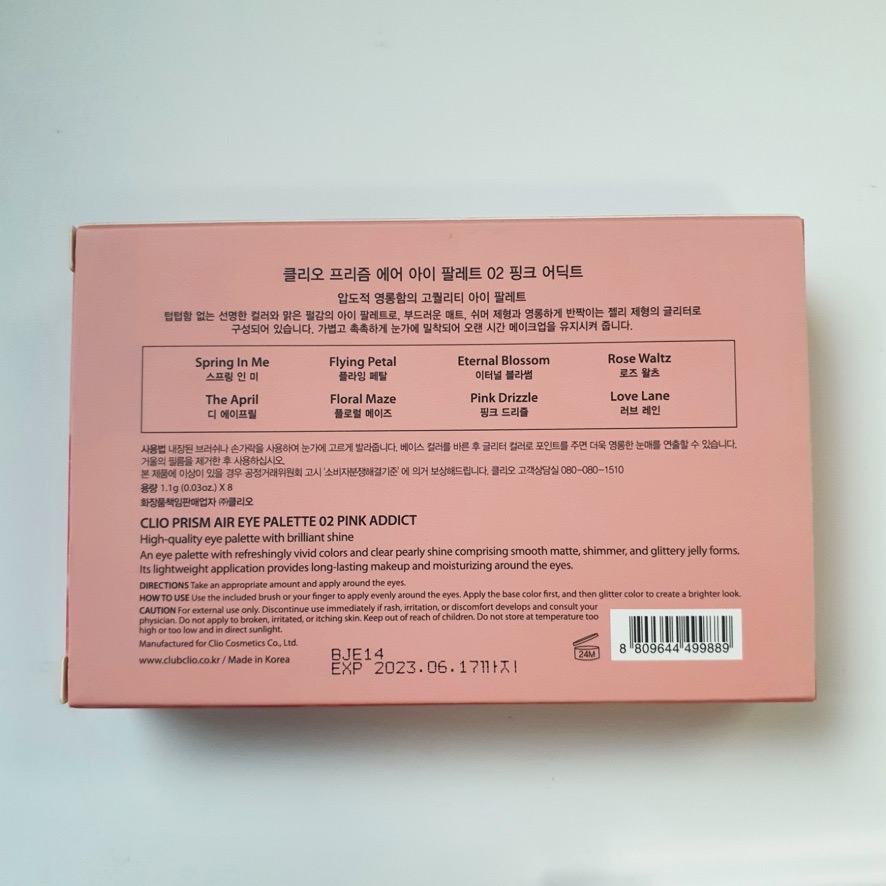 클리오 프리즘 에어 아이 팔레트 02 핑크 어딕트
압도적 영롱함의 고퀄리티 아이 팔레트
텁텁함 없는 선명한 컬러와 맑은 펄감의 아이 팔레트로, 부드러운 매트, 쉬머 제형과 영롱하게 반짝이는 젤리 제형의 글리터로
구성되어 있습니다. 가볍고 촉촉하게 눈가에 밀착되어 오랜 시간 메이크업을 유지시켜 줍니다.
Spring In Me Flying Petal Eternal Blossom Rose Waltz
스프링 인 미 플라잉 페탈 이터널 블라썸 로즈 왈츠
The April Floral Maze Pink Drizzle Love Lane
디 에이프릴 플로럴 메이즈 핑크 드리즐 러브 레인
사용법 내장된 브러쉬나 손가락을 사용하여 눈가에 고르게 발라줍니다. 베이스 컬러를 바른 후 글리터 컬러로 포인트를 주면 더욱 영롱한 눈매를 연출할 수 있습니다.
거울의 필름을 제거한 후 사용하십시오.
본 제품에 이상이 있을 경우 공정거래위원회 고시 '소비자분쟁해결기준' 에 의거 보상해드립니다. 클리오 고객상담실 080-080-1510
용량 1.1g (0.03oz.) X 8
화장품책임판매업자 ㈜클리오
CLIO PRISM AIR EYE PALETTE 02 PINK ADDICT
High-quality eye palette with brilliant shine
An eye palette with refreshingly vivid colors and clear pearly shine comprising smooth matte, shimmer, and glittery jelly forms.
Its lightweight application provides long-lasting makeup and moisturizing around the eyes.
DIRECTIONS Take an appropriate amount and apply around the eyes.
HOW TO USE Use the included brush or your finger to apply evenly around the eyes. Apply the base color first, and then glitter color to create a brighter look.
CAUTION For external use only. Discontinue use immediately if rash, irritation, or discomfort develops and consult your
physician. Do not apply to broken, irritated, or itching skin. Keep out of reach of children. Do not store at temperature too
high or too low and in direct sunlight.
Manufactured for Clio Cosmetics Co., Ltd.
www.clubclio.co.kr / Made in Korea
BJE14
EXP 2023.06.17까지
24M
8 809644 499889